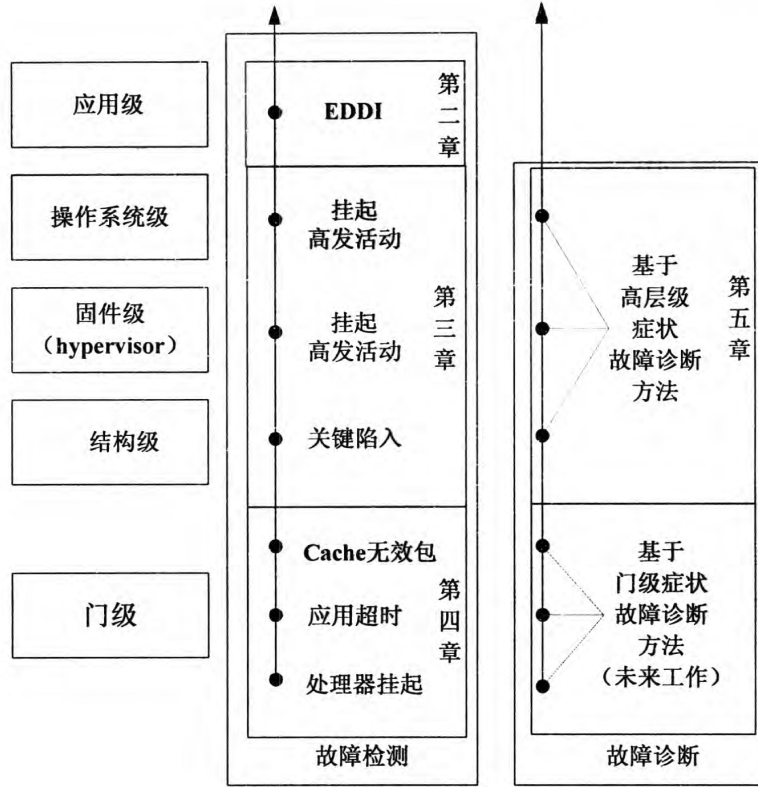 应用级
操作系统级
固件级
（hypervisor）
结构级
门级
EDDI
第二章
挂起
高发活动
挂起
高发活动
关键陷入
第三章
Cache无效包
应用超时
处理器挂起
第四章
故障检测
基于
高层级
症状
故障诊断
方法
第五章
基于
门级症状
故障诊断
方法
（未来工作）
故障诊断